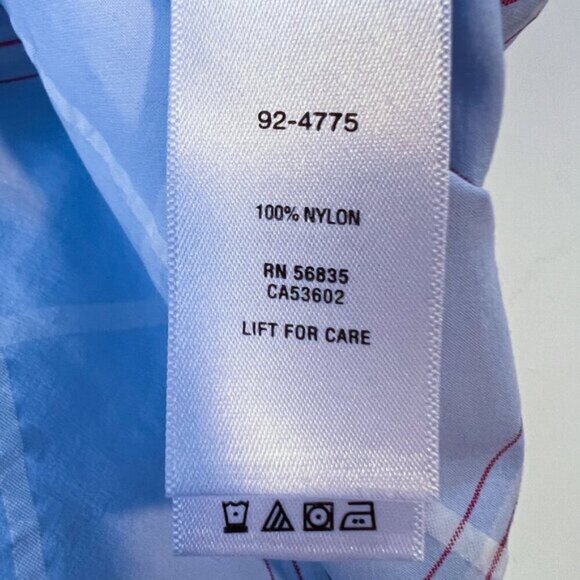 92-4775
100% NYLON
RN 56835
CA53602
LIFT FOR CARE